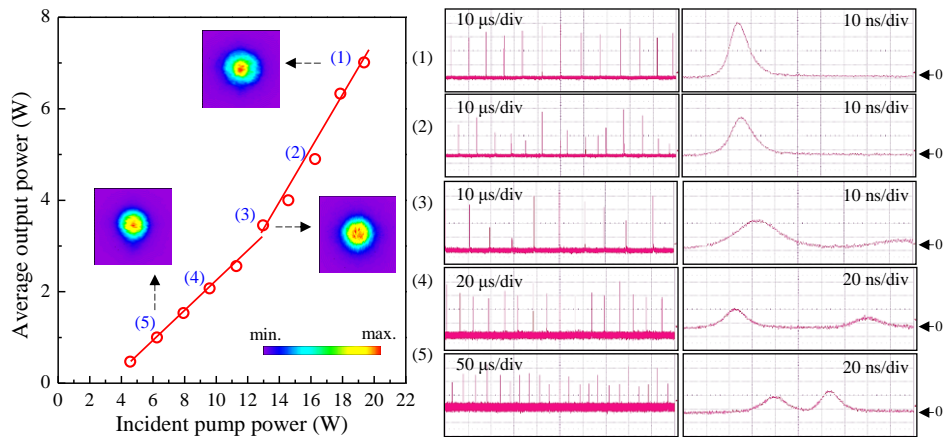 Average output power (W)
8
6
4
2
0
0 2 4 6 8 10 12 14 16 18 20 22
Incident pump power (W)
(1)
(2)
(3)
(4)
(5)
min. max.
(1)
10 μs/div
10 ns/div
0
(2)
10 μs/div
10 ns/div
0
(3)
10 μs/div
10 ns/div
0
(4)
20 μs/div
20 ns/div
0
(5)
50 μs/div
20 ns/div
0